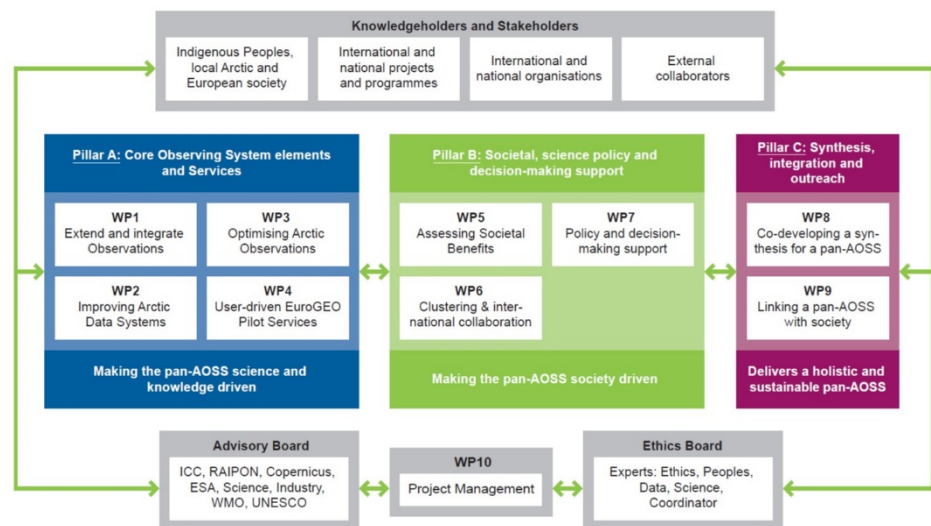 Knowledgeholders and Stakeholders
Indigenous Peoples,
local Arctic and
European society
International and
national projects
and programmes
International and
national organisations
External
collaborators
Pillar A: Core Observing System elements
and Services
WP1
Extend and integrate
Observations
WP3
Optimising Arctic
Observations
WP2
Improving Arctic
Data Systems
WP4
User-driven EuroGEO
Pilot Services
Making the pan-AOSS science and
knowledge driven
Pillar B: Societal, science policy and
decision-making support
WP5
Assessing Societal
Benefits
WP7
Policy and decision-
making support
WP6
Clustering & inter-
national collaboration
Making the pan-AOSS society driven
Pillar C: Synthesis,
integration and
outreach
WP8
Co-developing a syn-
thesis for a pan-AOSS
WP9
Linking a pan-AOSS
with society
Delivers a holistic and
sustainable pan-AOSS
Advisory Board
ICC, RAIPON, Copernicus,
ESA, Science, Industry,
WMO, UNESCO
WP10
Project Management
Ethics Board
Experts: Ethics, Peoples,
Data, Science,
Coordinator